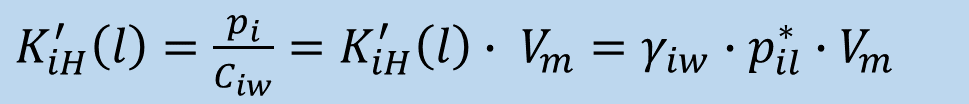 K′iH(l) = pi/Ciw = K′iH(l) · Vm = γiw · p*il · Vm